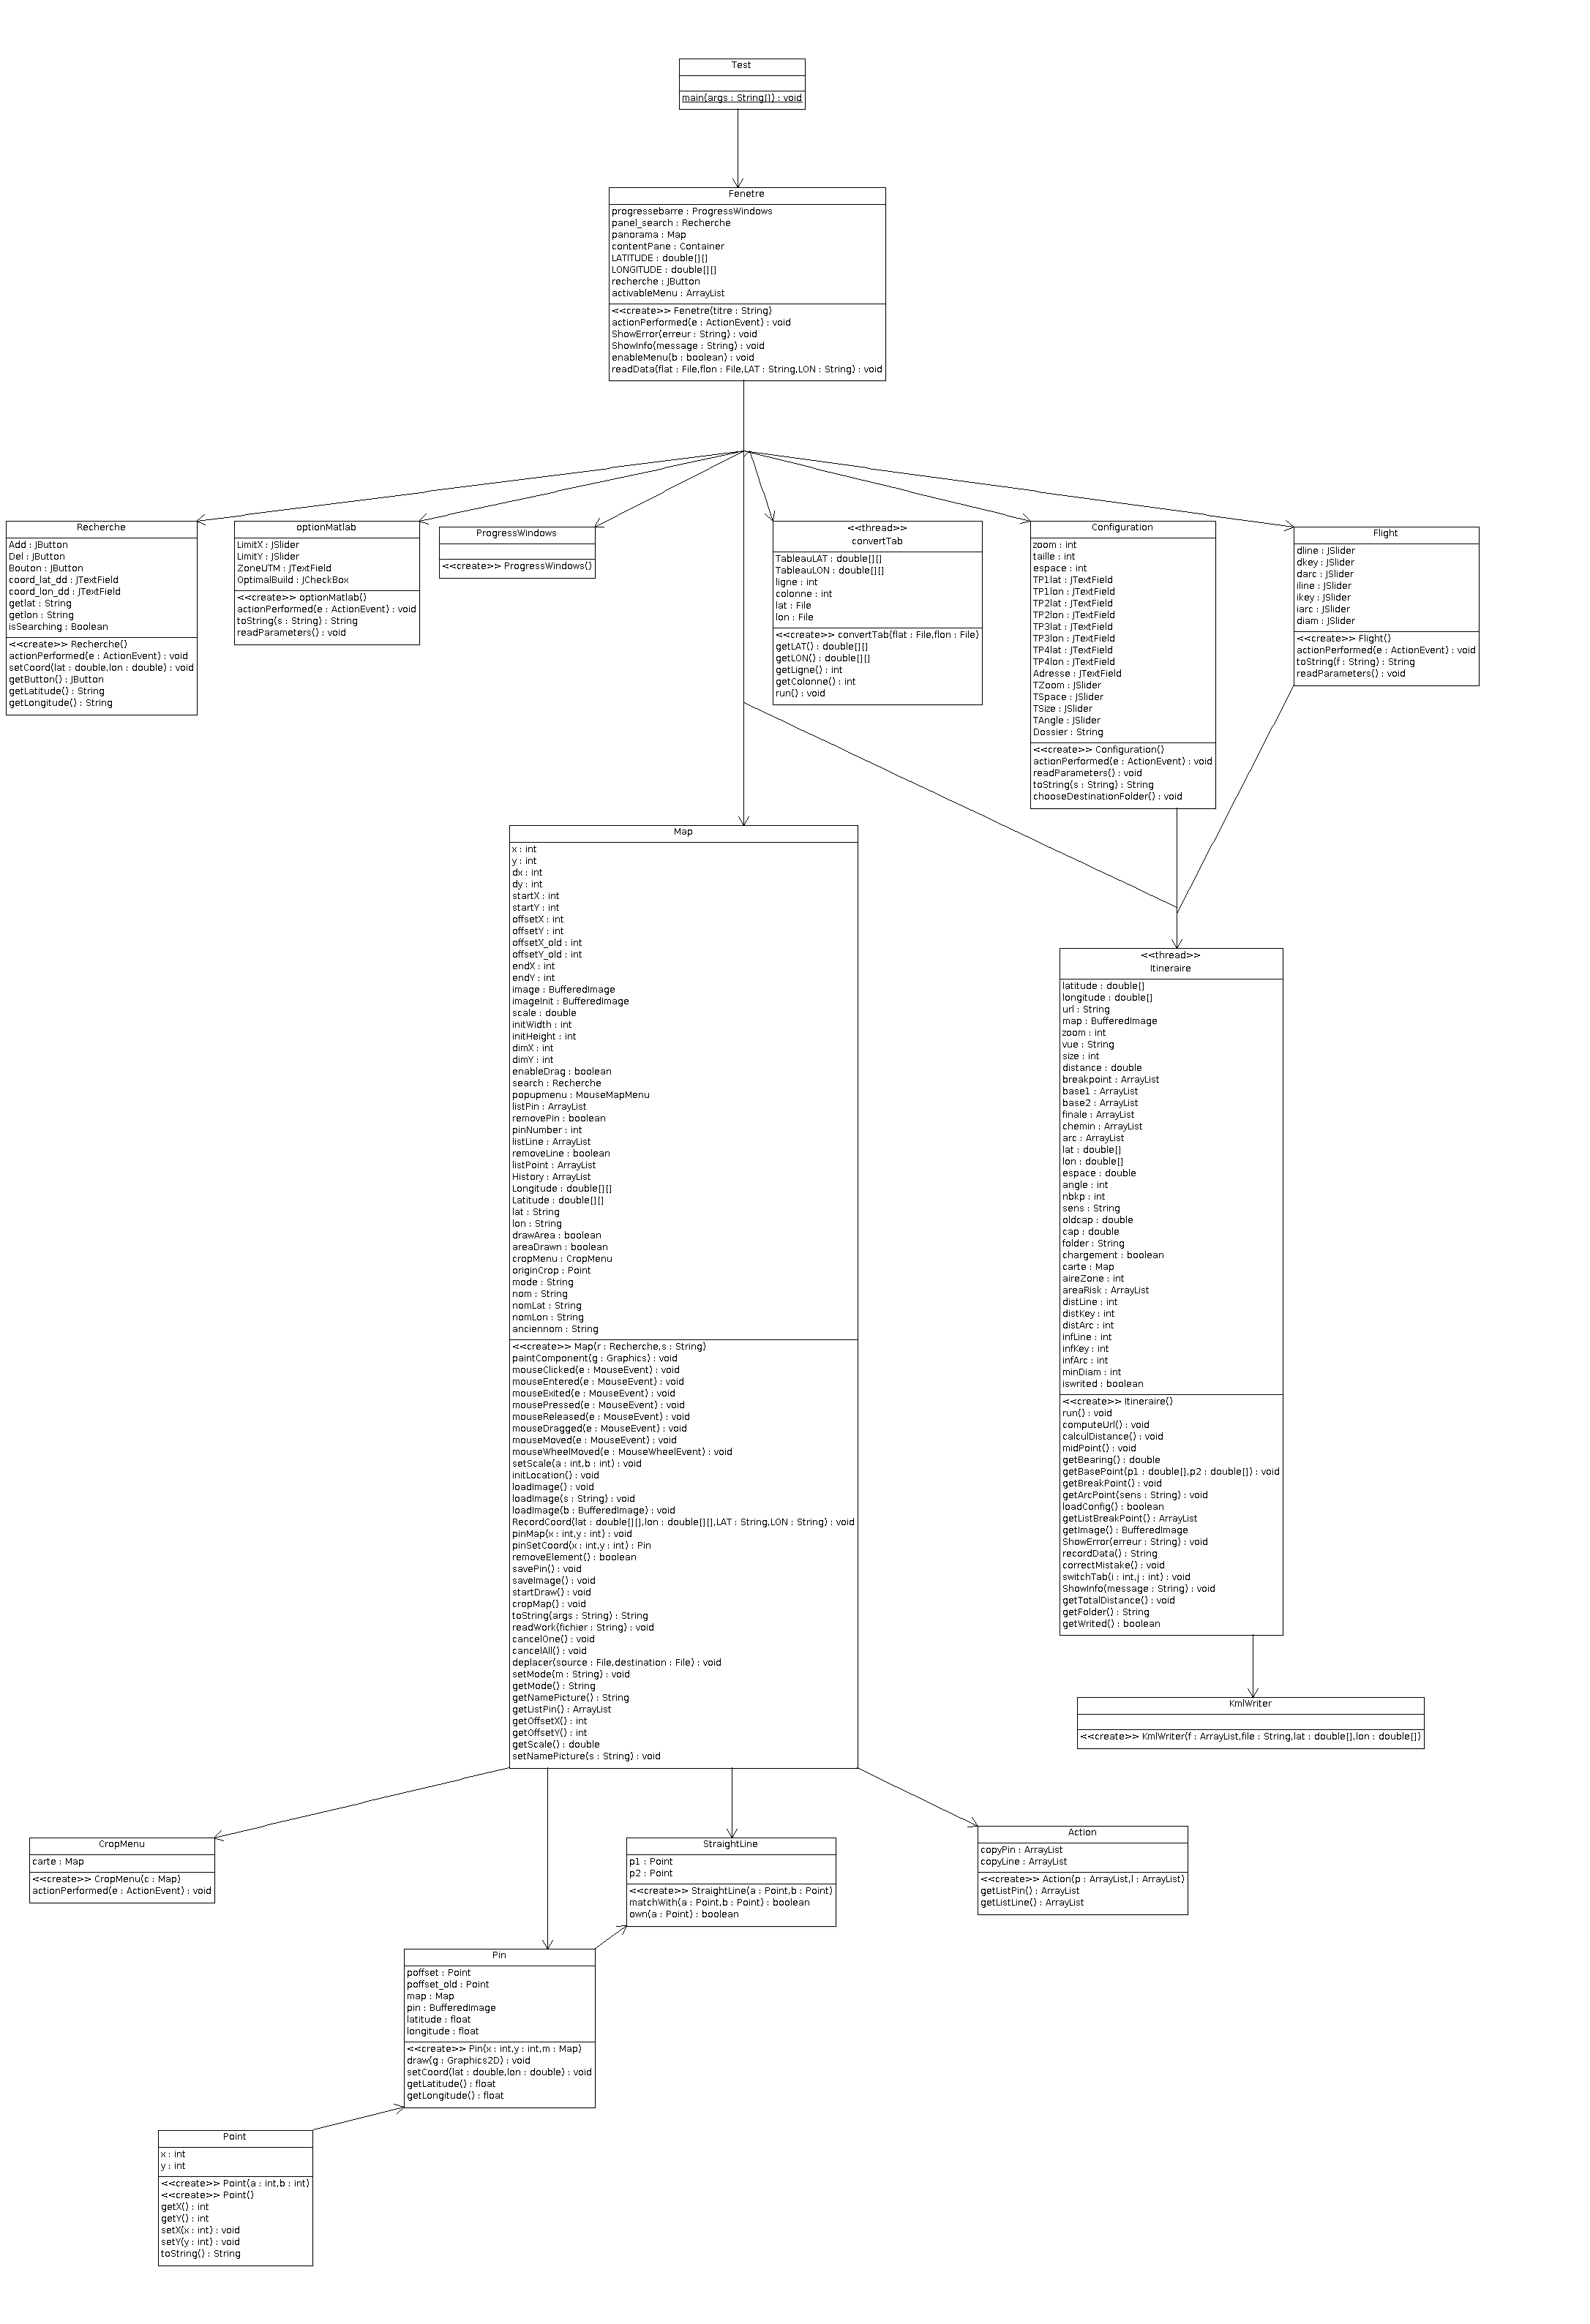 Test
main(args : String[]) : void
Fenetre
progressebarre : ProgressWindows
panel_search : Recherche
panorama : Map
contentPane : Container
LATITUDE : double[][]
LONGITUDE : double[][]
recherche : JButton
activableMenu : ArrayList
<<create>> Fenetre(titre : String)
actionPerformed(e : ActionEvent) : void
ShowError(erreur : String) : void
ShowInfo(message : String) : void
enableMenu(b : boolean) : void
readData(flat : File,flon : File,LAT : String,LON : String) : void
Recherche
Add : JButton
Del : JButton
Bouton : JButton
coord_lat_dd : JTextField
coord_lon_dd : JTextField
getlat : String
getlon : String
isSearching : Boolean
<<create>> Recherche()
actionPerformed(e : ActionEvent) : void
setCoord(lat : double,lon : double) : void
getButton() : JButton
getLatitude() : String
getLongitude() : String
optionMatlab
LimitX : JSlider
LimitY : JSlider
ZoneUTM : JTextField
OptimalBuild : JCheckBox
<<create>> optionMatlab()
actionPerformed(e : ActionEvent) : void
toString(s : String) : String
readParameters() : void
ProgressWindows
<<create>> ProgressWindows()
<<thread>>
convertTab
TableauLAT : double[][]
TableauLON : double[][]
ligne : int
colonne : int
lat : File
lon : File
<<create>> convertTab(flat : File,flon : File)
getLAT() : double[][]
getLON() : double[][]
getLigne() : int
getColonne() : int
run() : void
Configuration
zoom : int
taille : int
espace : int
TP1lat : JTextField
TP1lon : JTextField
TP2lat : JTextField
TP2lon : JTextField
TP3lat : JTextField
TP3lon : JTextField
TP4lat : JTextField
TP4lon : JTextField
Adresse : JTextField
TZoom : JSlider
TSpace : JSlider
TSize : JSlider
TAngle : JSlider
Dossier : String
<<create>> Configuration()
actionPerformed(e : ActionEvent) : void
readParameters() : void
toString(s : String) : String
chooseDestinationFolder() : void
Flight
dline : JSlider
dkey : JSlider
darc : JSlider
iline : JSlider
ikey : JSlider
iarc : JSlider
diam : JSlider
<<create>> Flight()
actionPerformed(e : ActionEvent) : void
toString(f : String) : String
readParameters() : void
Map
x : int
y : int
dx : int
dy : int
startX : int
startY : int
offsetX : int
offsetY : int
offsetX_old : int
offsetY_old : int
endX : int
endY : int
image : BufferedImage
imageInit : BufferedImage
scale : double
initWidth : int
initHeight : int
dimX : int
dimY : int
enableDrag : boolean
search : Recherche
popupmenu : MouseMapMenu
listPin : ArrayList
removePin : boolean
pinNumber : int
listLine : ArrayList
removeLine : boolean
listPoint : ArrayList
History : ArrayList
Longitude : double[][]
Latitude : double[][]
lat : String
lon : String
drawArea : boolean
areaDrawn : boolean
cropMenu : CropMenu
originCrop : Point
mode : String
nom : String
nomLat : String
nomLon : String
anciennom : String
<<create>> Map(r : Recherche,s : String)
paintComponent(g : Graphics) : void
mouseClicked(e : MouseEvent) : void
mouseEntered(e : MouseEvent) : void
mouseExited(e : MouseEvent) : void
mousePressed(e : MouseEvent) : void
mouseReleased(e : MouseEvent) : void
mouseDragged(e : MouseEvent) : void
mouseMoved(e : MouseEvent) : void
mouseWheelMoved(e : MouseWheelEvent) : void
setScale(a : int,b : int) : void
initLocation() : void
loadImage() : void
loadImage(s : String) : void
loadImage(b : BufferedImage) : void
RecordCoord(lat : double[][],lon : double[][],LAT : String,LON : String) : void
pinMap(x : int,y : int) : void
pinSetCoord(x : int,y : int) : Pin
removeElement() : boolean
savePin() : void
saveImage() : void
startDraw() : void
cropMap() : void
toString(args : String) : String
readWork(fichier : String) : void
cancelOne() : void
cancelAll() : void
deplacer(source : File,destination : File) : void
setMode(m : String) : void
getMode() : String
getNamePicture() : String
getListPin() : ArrayList
getOffsetX() : int
getOffsetY() : int
getScale() : double
setNamePicture(s : String) : void
<<thread>>
Itineraire
latitude : double[]
longitude : double[]
url : String
map : BufferedImage
zoom : int
vue : String
size : int
distance : double
breakpoint : ArrayList
base1 : ArrayList
base2 : ArrayList
finale : ArrayList
chemin : ArrayList
arc : ArrayList
lat : double[]
lon : double[]
espace : double
angle : int
nbkp : int
sens : String
oldcap : double
cap : double
folder : String
chargement : boolean
carte : Map
aireZone : int
areaRisk : ArrayList
distLine : int
distKey : int
distArc : int
infLine : int
infKey : int
infArc : int
minDiam : int
iswrited : boolean
<<create>> Itineraire()
run() : void
computeUrl() : void
calculDistance() : void
midPoint() : void
getBearing() : double
getBasePoint(p1 : double[],p2 : double[]) : void
getBreakPoint() : void
getArcPoint(sens : String) : void
loadConfig() : boolean
getListBreakPoint() : ArrayList
getImage() : BufferedImage
ShowError(erreur : String) : void
recordData() : String
correctMistake() : void
switchTab(i : int,j : int) : void
ShowInfo(message : String) : void
getTotalDistance() : void
getFolder() : String
getWrited() : boolean
KmlWriter
<<create>> KmlWriter(f : ArrayList,file : String,lat : double[],lon : double[])
CropMenu
carte : Map
<<create>> CropMenu(c : Map)
actionPerformed(e : ActionEvent) : void
StraightLine
p1 : Point
p2 : Point
<<create>> StraightLine(a : Point,b : Point)
matchWith(a : Point,b : Point) : boolean
own(a : Point) : boolean
Action
copyPin : ArrayList
copyLine : ArrayList
<<create>> Action(p : ArrayList,l : ArrayList)
getListPin() : ArrayList
getListLine() : ArrayList
Pin
poffset : Point
poffset_old : Point
map : Map
pin : BufferedImage
latitude : float
longitude : float
<<create>> Pin(x : int,y : int,m : Map)
draw(g : Graphics2D) : void
setCoord(lat : double,lon : double) : void
getLatitude() : float
getLongitude() : float
Point
x : int
y : int
<<create>> Point(a : int,b : int)
<<create>> Point()
getX() : int
getY() : int
setX(x : int) : void
setY(y : int) : void
toString() : String